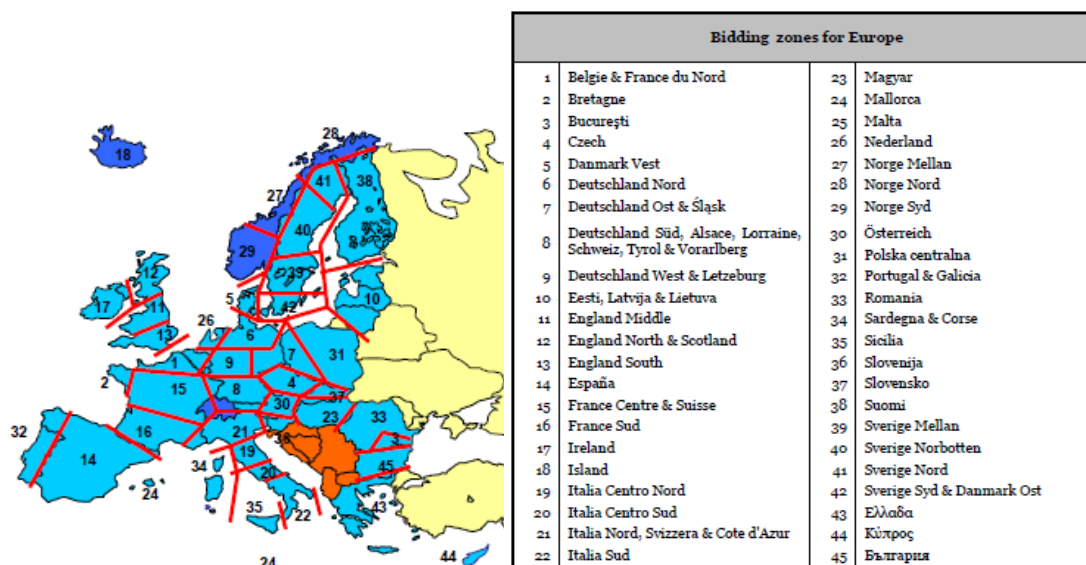 28
18
41
38
27
40
29
12
39
17
11
5
10
42
26
13
6
1
9
7
31
2
15
8
4
37
30
32
16
21
23
33
36
3
14
19
34
20
45
24
35
22
43
24
44
Bidding zones for Europe
1 Belgie & France du Nord 23 Magyar
2 Bretagne 24 Mallorca
3 Bucureşti 25 Malta
4 Czech 26 Nederland
5 Danmark Vest 27 Norge Mellan
6 Deutschland Nord 28 Norge Nord
7 Deutschland Ost & Śląsk 29 Norge Syd
8 Deutschland Süd, Alsace, Lorraine, 30 Österreich
Schweiz, Tyrol & Vorarlberg 31 Polska centralna
9 Deutschland West & Letzeburg 32 Portugal & Galicia
10 Eesti, Latvija & Lietuva 33 Romania
11 England Middle 34 Sardegna & Corse
12 England North & Scotland 35 Sicilia
13 England South 36 Slovenija
14 España 37 Slovensko
15 France Centre & Suisse 38 Suomi
16 France Sud 39 Sverige Mellan
17 Ireland 40 Sverige Norbotten
18 Island 41 Sverige Nord
19 Italia Centro Nord 42 Sverige Syd & Danmark Ost
20 Italia Centro Sud 43 Ελλαδα
21 Italia Nord, Svizzera & Cote d'Azur 44 Κύπρος
22 Italia Sud 45 България